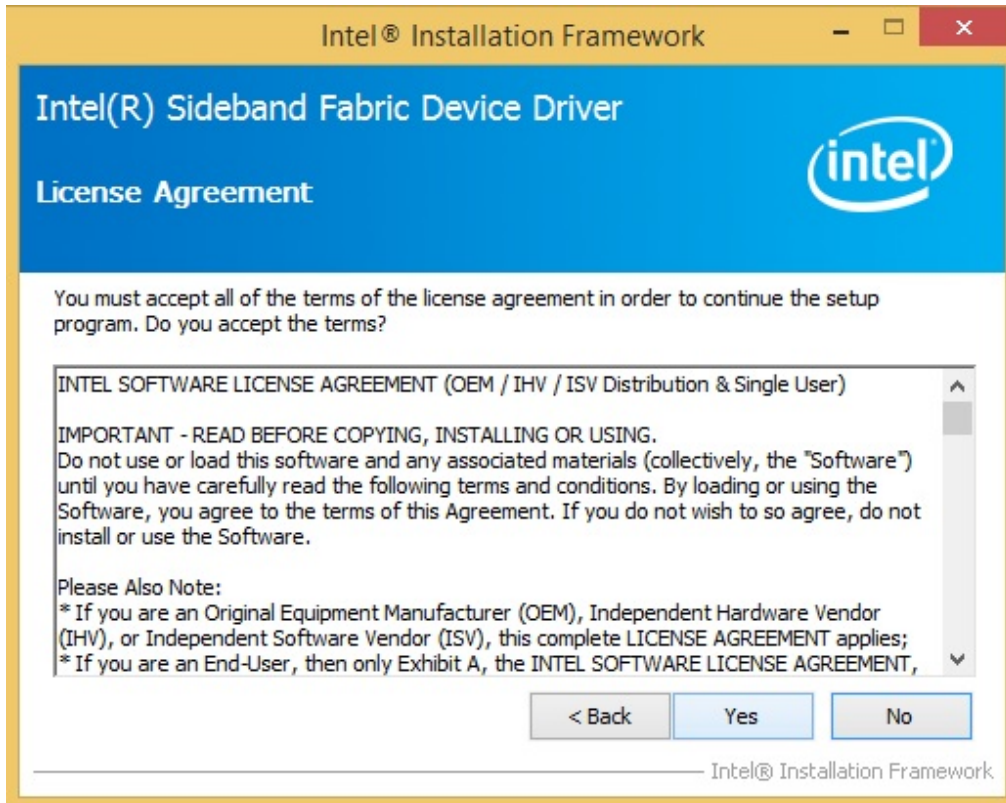 Intel® Installation Framework
Intel(R) Sideband Fabric Device Driver
intel
License Agreement
You must accept all of the terms of the license agreement in order to continue the setup
program. Do you accept the terms?
INTEL SOFTWARE LICENSE AGREEMENT (OEM / IHV / ISV Distribution & Single User)
IMPORTANT - READ BEFORE COPYING, INSTALLING OR USING.
Do not use or load this software and any associated materials (collectively, the "Software")
until you have carefully read the following terms and conditions. By loading or using the
Software, you agree to the terms of this Agreement. If you do not wish to so agree, do not
install or use the Software.
Please Also Note:
* If you are an Original Equipment Manufacturer (OEM), Independent Hardware Vendor
(IHV), or Independent Software Vendor (ISV), this complete LICENSE AGREEMENT applies;
* If you are an End-User, then only Exhibit A, the INTEL SOFTWARE LICENSE AGREEMENT,
< Back Yes No
Intel® Installation Framework